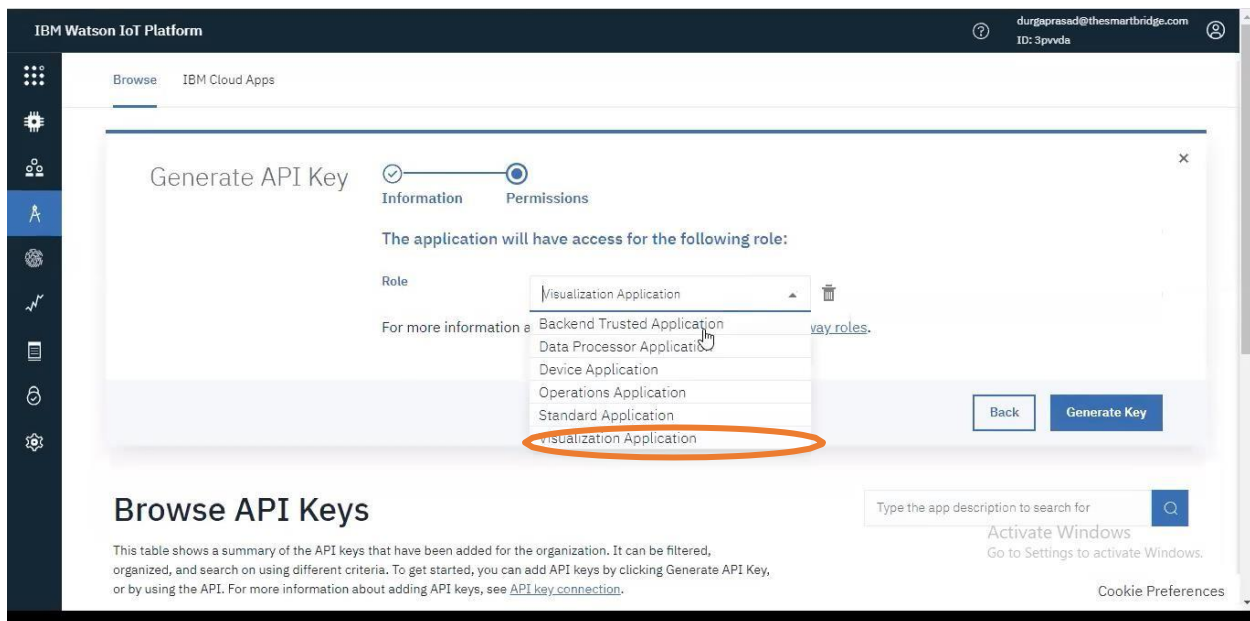 IBM Watson IoT Platform
durgaprasad@thesmartbridge.com
ID: 3pvvda
Browse IBM Cloud Apps
Generate API Key
Information Permissions
The application will have access for the following role:
Role
Visualization Application
For more information a
way roles.
Backend Trusted Application
Data Processor Application
Device Application
Operations Application
Standard Application
Visualization Application
Back Generate Key
Browse API Keys
Type the app description to search for
Activate Windows
Go to Settings to activate Windows.
This table shows a summary of the API keys that have been added for the organization. It can be filtered,
organized, and search on using different criteria. To get started, you can add API keys by clicking Generate API Key,
or by using the API. For more information about adding API keys, see API key connection.
Cookie Preferences